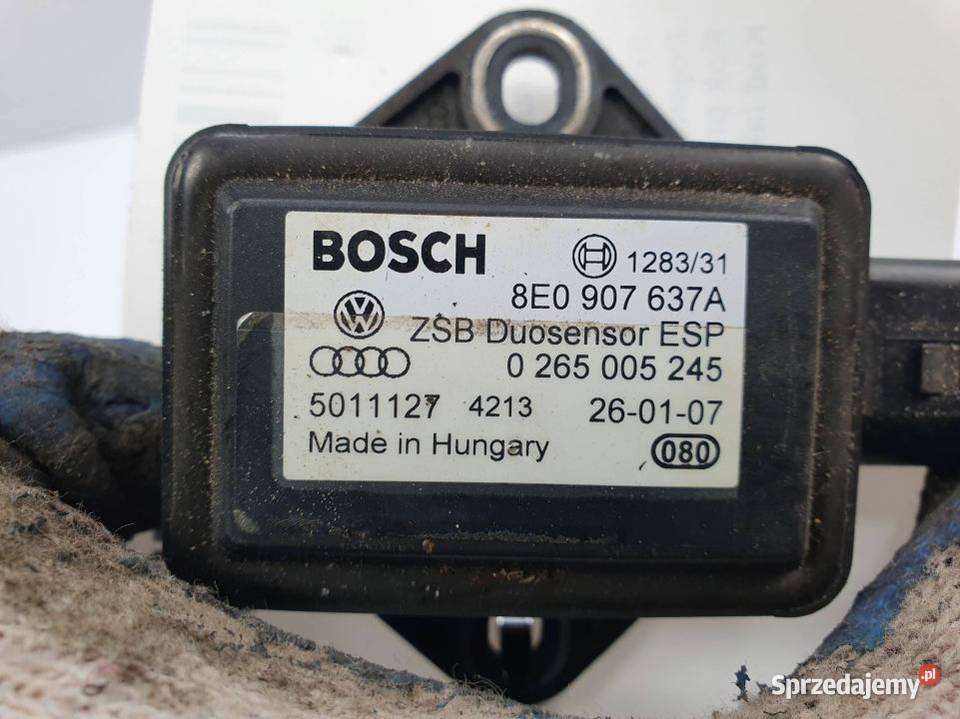 BOSCH 1283/31
8E0 907 637A
ZSB Duosensor ESP
0 265 005 245
5011127 4213 26-01-07
Made in Hungary 080
Sprzedajemy.pl